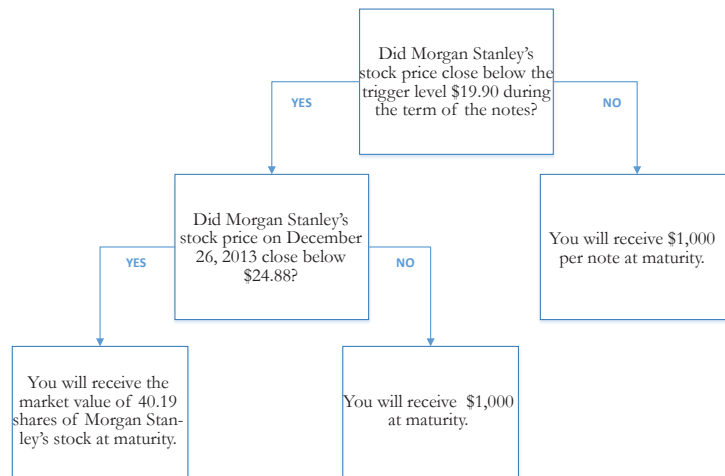 Did Morgan Stanley's
stock price close below the
trigger level $19.90 during
the term of the notes?
YES
NO
Did Morgan Stanley's
stock price on December
26, 2013 close below
$24.88?
You will receive $1,000
per note at maturity.
YES
NO
You will receive the
market value of 40.19
shares of Morgan Stan-
ley's stock at maturity.
You will receive $1,000
at maturity.